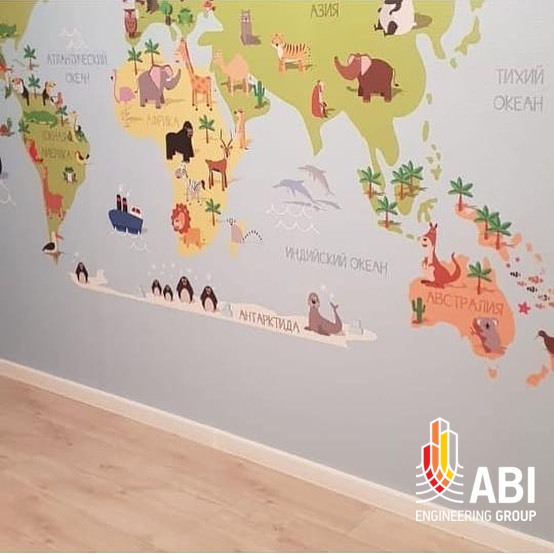 АЗИЯ
АТЛАНТИЧЕСКИЙ
ОКЕАН
ТИХИЙ
ОКЕАН
АФРИКА
ЮЖНАЯ
АМЕРИКА
ИНДИЙСКИЙ ОКЕАН
АВСТРАЛИЯ
АНТАРКТИДА
ABI
ENGINEERING GROUP